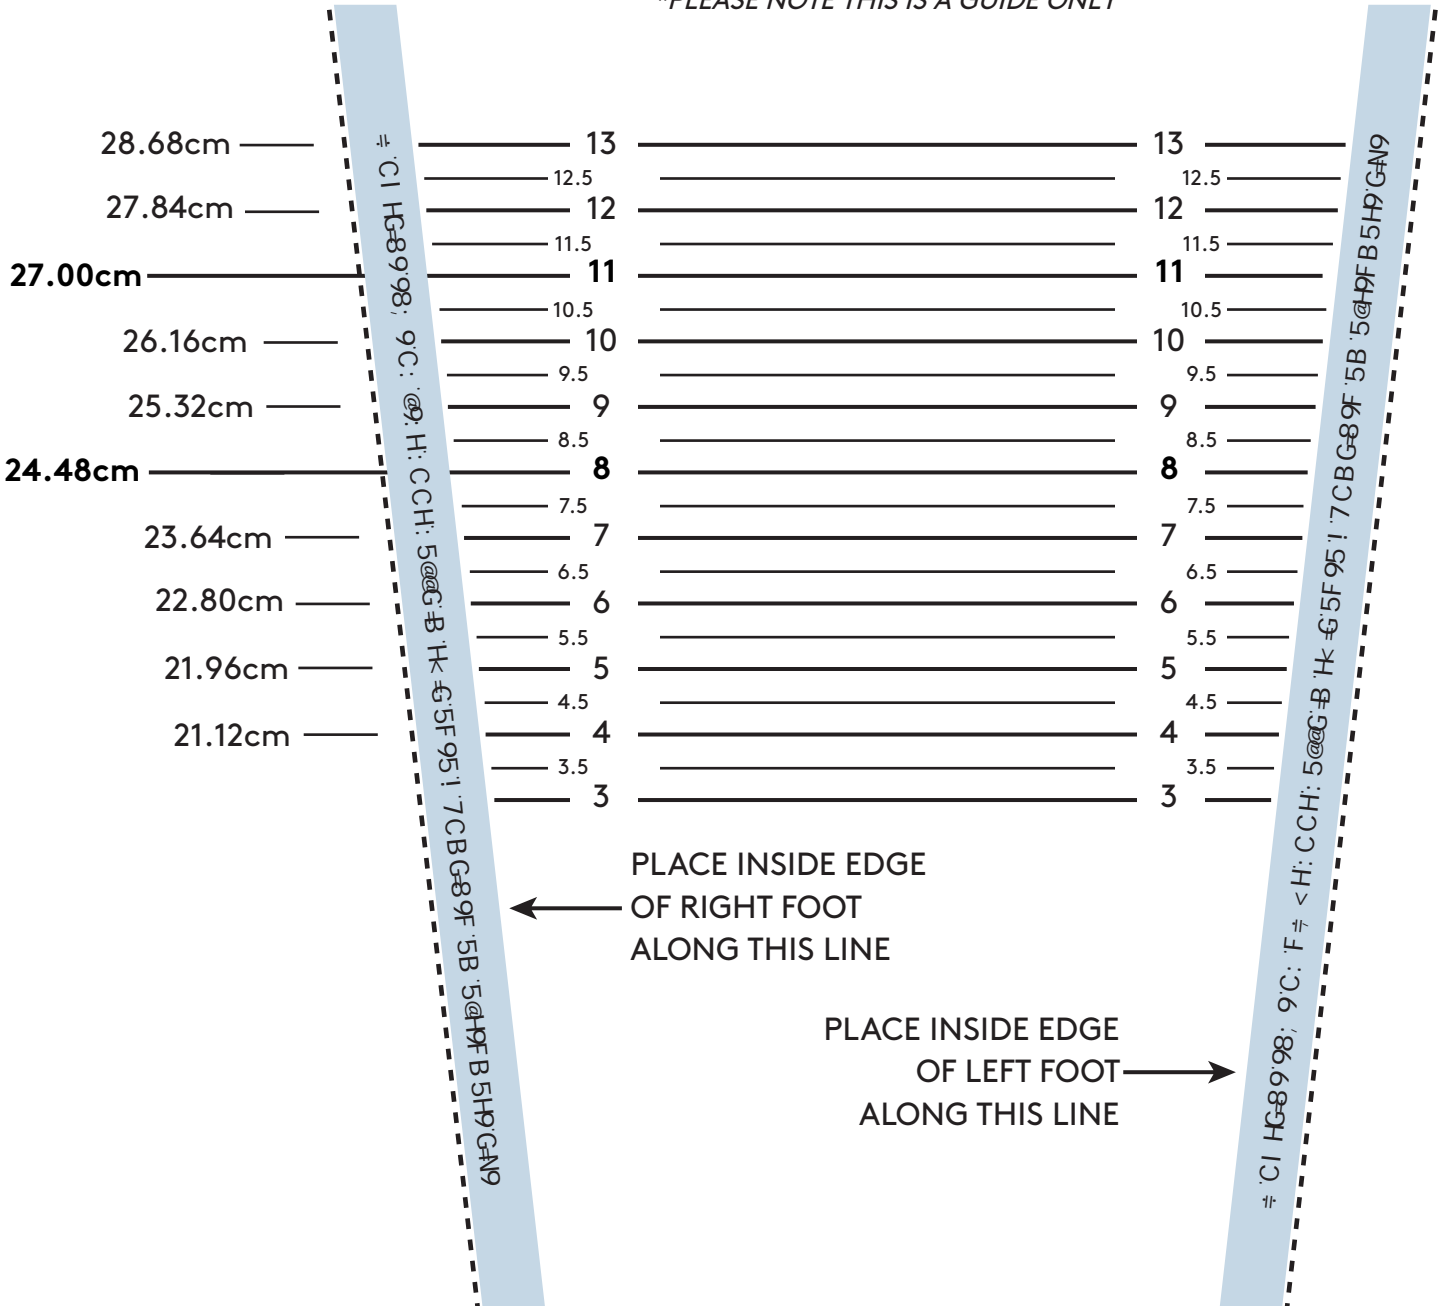 *PLEASE NOTE THIS IS A GUIDE ONLY
28.68cm 13 13
12.5 12.5
27.84cm 12 12
11.5 11.5
27.00cm 11 11
10.5 10.5
26.16cm 10 10
9.5 9.5
25.32cm 9 9
8.5 8.5
24.48cm 8 8
7.5 7.5
23.64cm 7 7
6.5 6.5
22.80cm 6 6
5.5 5.5
21.96cm 5 5
4.5 4.5
21.12cm 4 4
3.5 3.5
3 3
PLACE INSIDE EDGE
OF RIGHT FOOT
ALONG THIS LINE
PLACE INSIDE EDGE
OF LEFT FOOT
ALONG THIS LINE